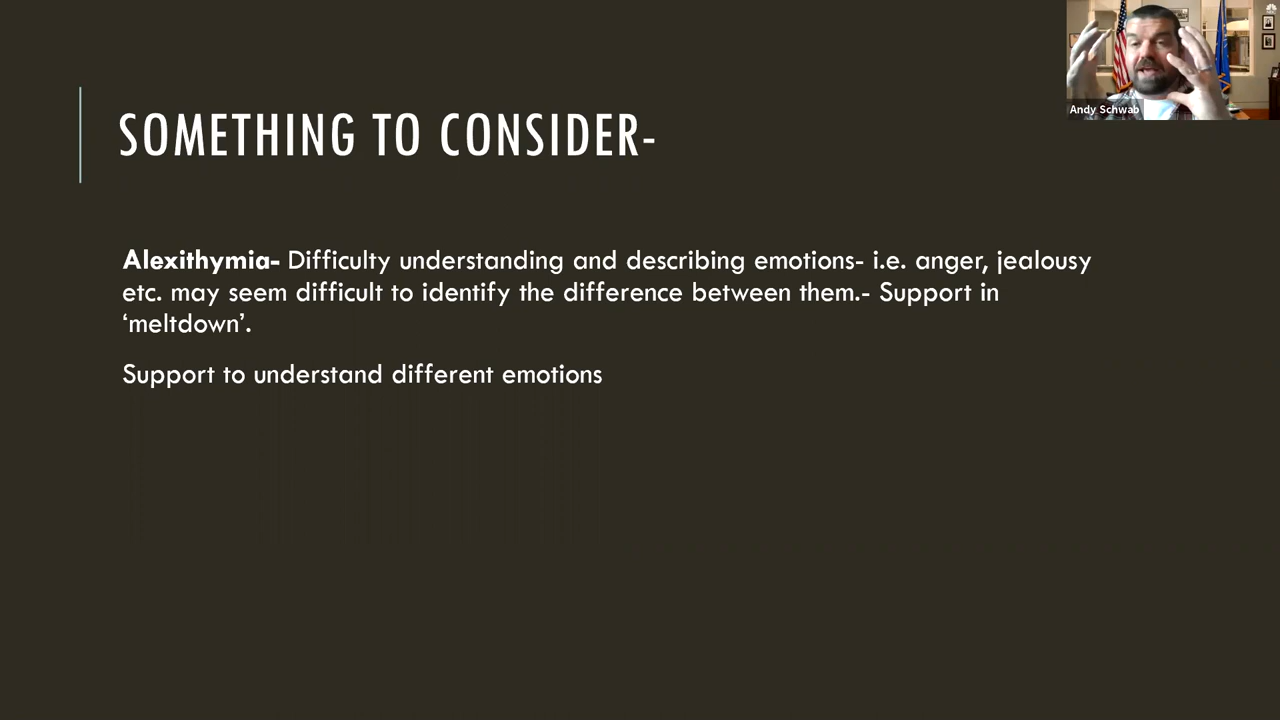 SOMETHING TO CONSIDER-
Alexithymia- Difficulty understanding and describing emotions- i.e. anger, jealousy
etc. may seem difficult to identify the difference between them.- Support in
‘meltdown’.
Support to understand different emotions
Andy Schwab